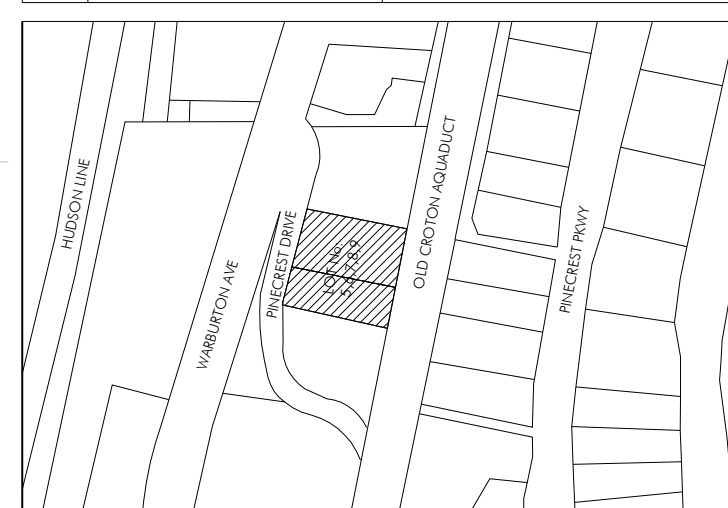 HUDSON LINE
WARBURTON AVE
PINECREST DRIVE
LOT No.
5,6,7,8,9
OLD CROTON AQUADUCT
PINECREST PKWY